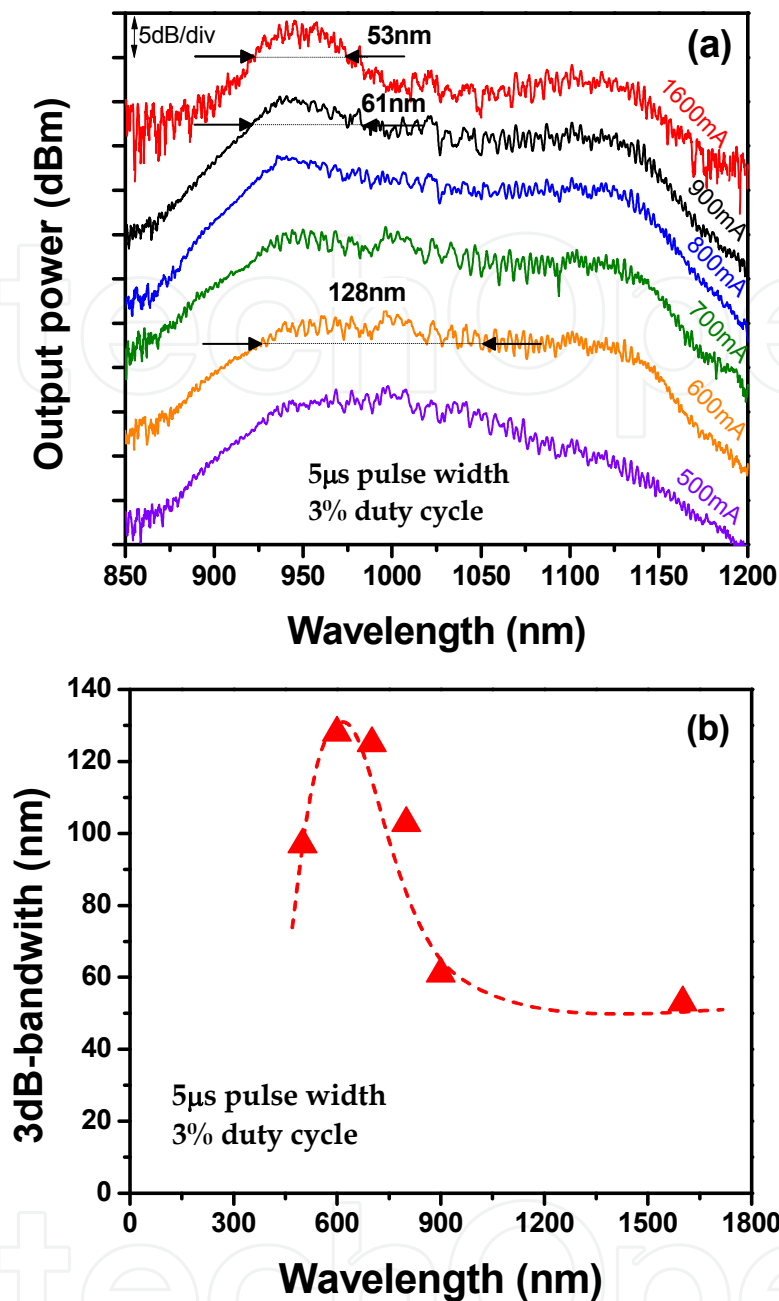 5dB/div
53nm
(a)
1600mA
61nm
900mA
800mA
700mA
128nm
600mA
500mA
5μs pulse width
3% duty cycle
Output power (dBm)
850 900 950 1000 1050 1100 1150 1200
Wavelength (nm)
140
(b)
120
100
80
60
40
20
0
3dB-bandwith (nm)
5μs pulse width
3% duty cycle
0 300 600 900 1200 1500 1800
Wavelength (nm)
techOpe
techOpe